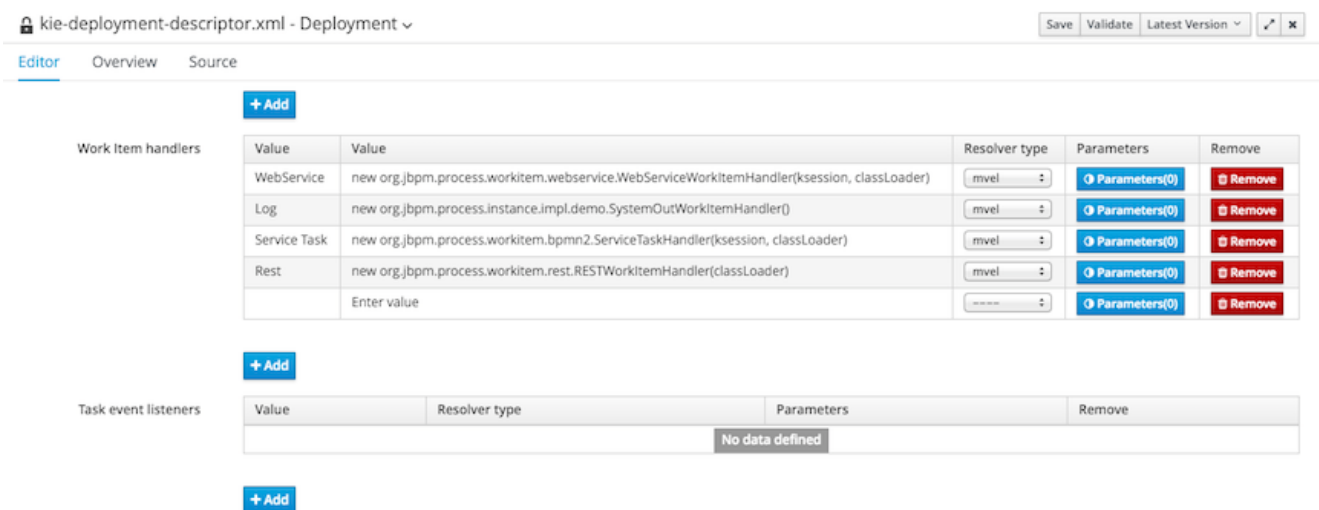 kie-deployment-descriptor.xml - Deployment
Save Validate Latest Version
Editor Overview Source
+ Add
Work Item handlers Value Value Resolver type Parameters Remove
WebService new org.jbpm.process.workitem.webservice.WebServiceWorkItemHandler(ksession, classLoader) mvel Parameters(0) Remove
Log new org.jbpm.process.instance.impl.demo.SystemOutWorkItemHandler() mvel Parameters(0) Remove
Service Task new org.jbpm.process.workitem.bpmn2.ServiceTaskHandler(ksession, classLoader) mvel Parameters(0) Remove
Rest new org.jbpm.process.workitem.rest.RESTWorkItemHandler(classLoader) mvel Parameters(0) Remove
Enter value ---- Parameters(0) Remove
+ Add
Task event listeners Value Resolver type Parameters Remove
No data defined
+ Add